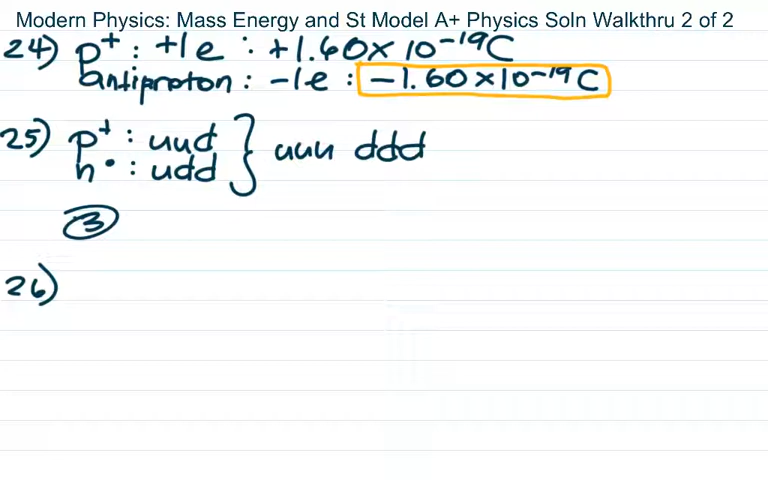 Modern Physics: Mass Energy and St Model A+ Physics Soln Walkthru 2 of 2
24) p⁺ : +1e : +1.60×10⁻¹⁹C
antiproton : -1e : -1.60×10⁻¹⁹C
25) p⁺ : uud } uuu ddd
n° : udd
3
26)